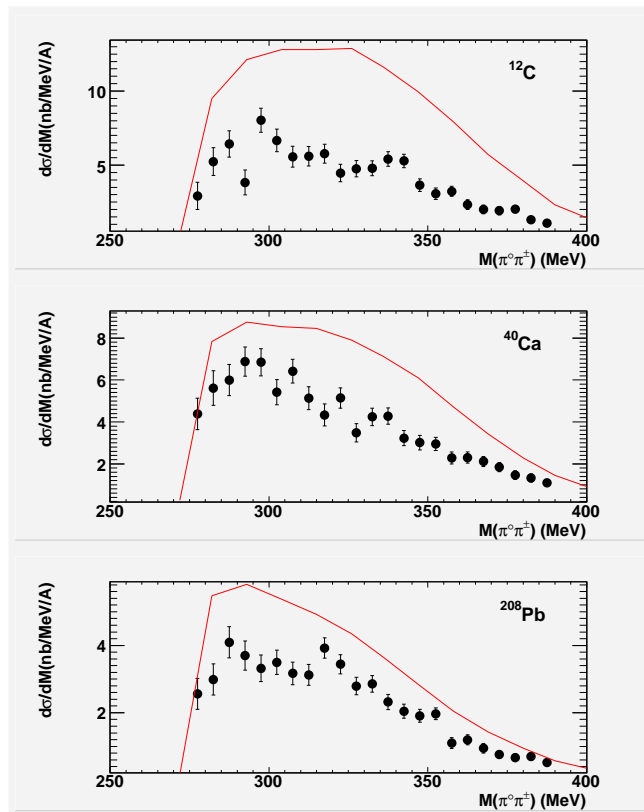 dσ/dM(nb/MeV/A)
10
5
¹²C
250 300 350 400
M(π°π±) (MeV)
dσ/dM(nb/MeV/A)
8
6
4
2
⁴⁰Ca
250 300 350 400
M(π°π±) (MeV)
dσ/dM(nb/MeV/A)
4
2
²⁰⁸Pb
250 300 350 400
M(π°π±) (MeV)